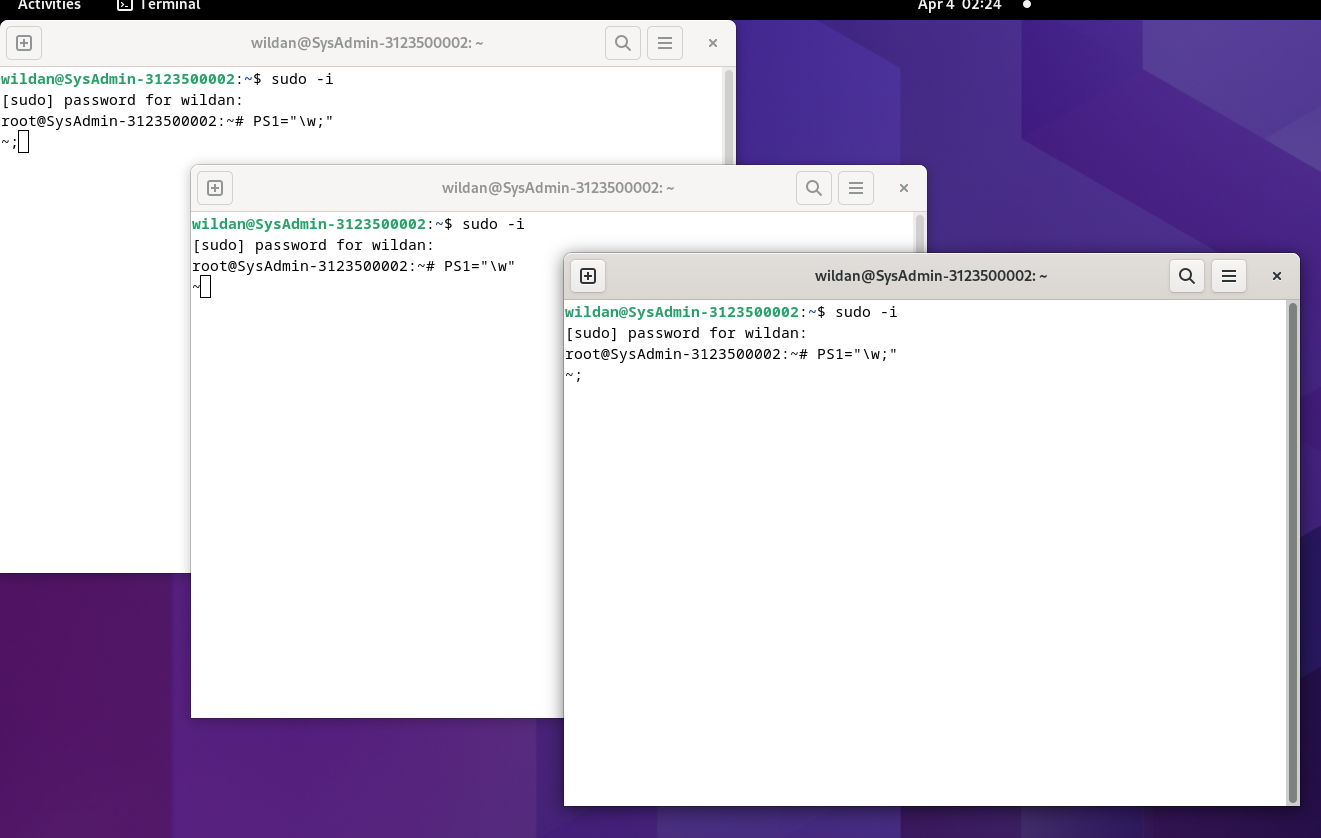 Activities
Terminal
Apr 4 02:24
wildan@SysAdmin-3123500002: ~
wildan@SysAdmin-3123500002:~$ sudo -i
[sudo] password for wildan:
root@SysAdmin-3123500002:~# PS1="\w;"
~;
wildan@SysAdmin-3123500002: ~
wildan@SysAdmin-3123500002:~$ sudo -i
[sudo] password for wildan:
root@SysAdmin-3123500002:~# PS1="\w"
~
wildan@SysAdmin-3123500002: ~
wildan@SysAdmin-3123500002:~$ sudo -i
[sudo] password for wildan:
root@SysAdmin-3123500002:~# PS1="\w;"
~;